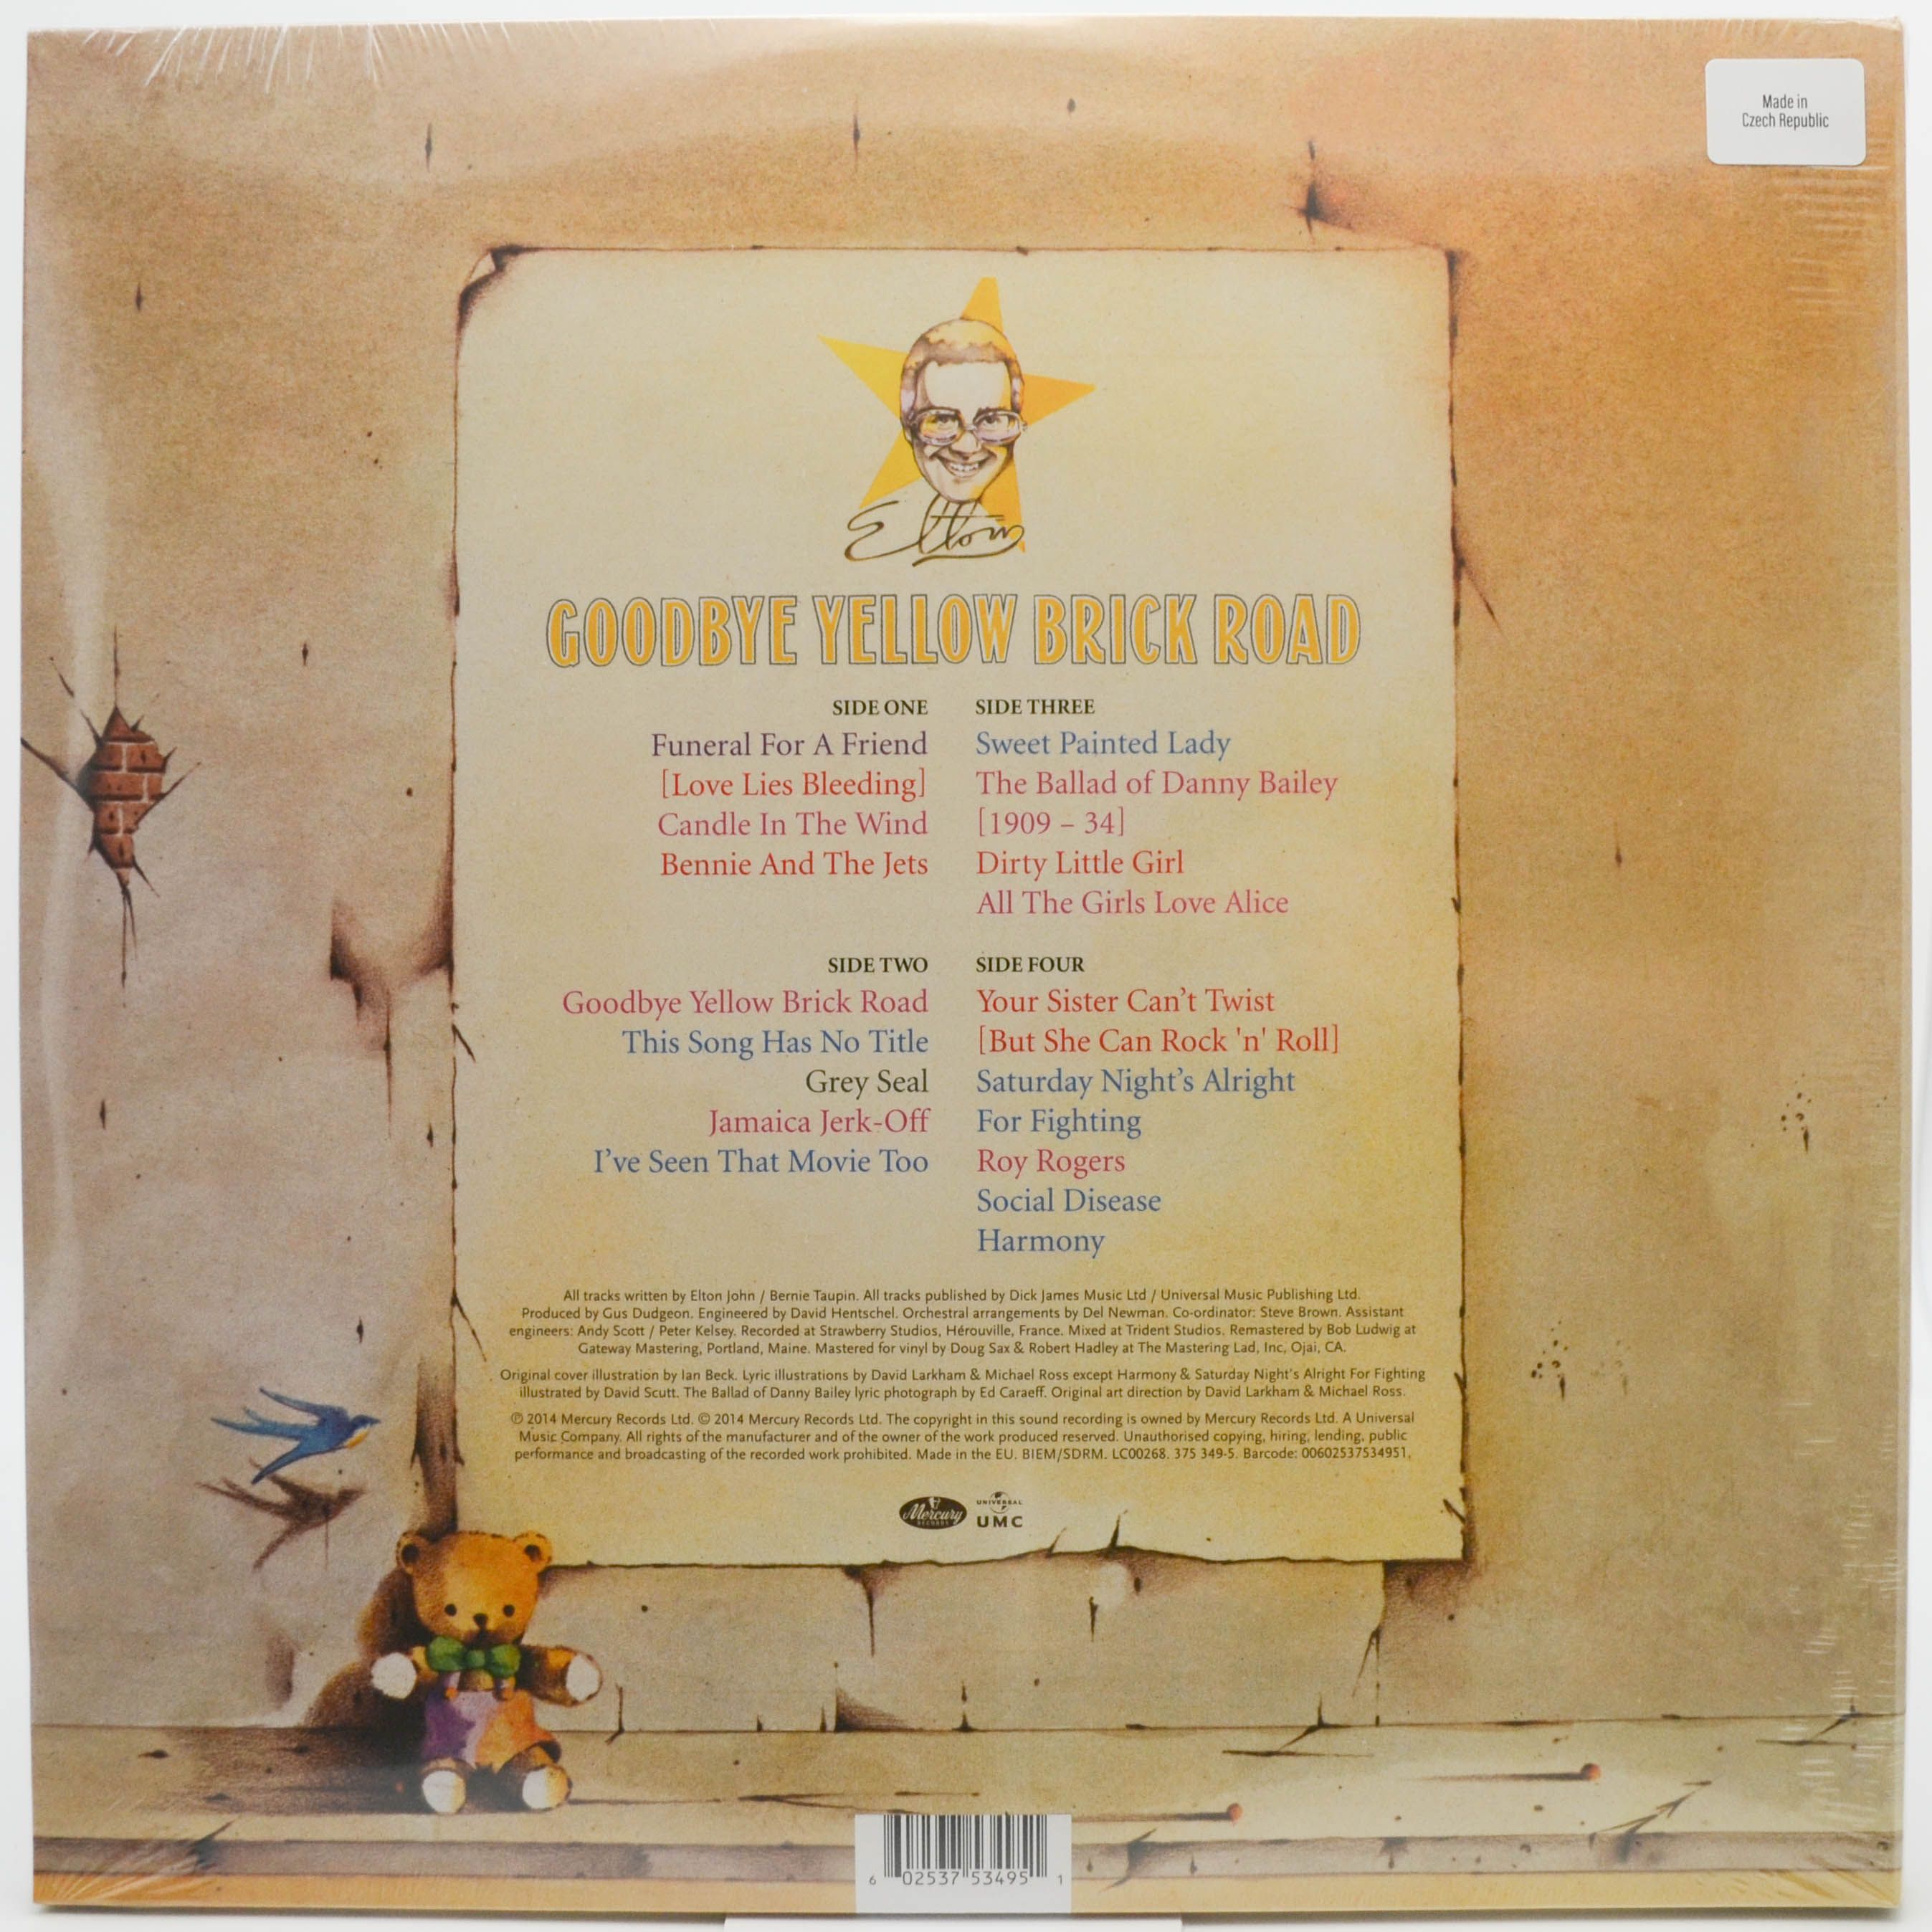 Made in
Czech Republic
Elton
GOODBYE YELLOW BRICK ROAD
SIDE ONE
Funeral For A Friend
[Love Lies Bleeding]
Candle In The Wind
Bennie And The Jets
SIDE TWO
Goodbye Yellow Brick Road
This Song Has No Title
Grey Seal
Jamaica Jerk-Off
I've Seen That Movie Too
SIDE THREE
Sweet Painted Lady
The Ballad of Danny Bailey
[1909 – 34]
Dirty Little Girl
All The Girls Love Alice
SIDE FOUR
Your Sister Can't Twist
[But She Can Rock 'n' Roll]
Saturday Night's Alright
For Fighting
Roy Rogers
Social Disease
Harmony
All tracks written by Elton John / Bernie Taupin. All tracks published by Dick James Music Ltd / Universal Music Publishing Ltd.
Produced by Gus Dudgeon. Engineered by David Hentschel. Orchestral arrangements by Del Newman. Co-ordinator: Steve Brown. Assistant
engineers: Andy Scott / Peter Kelsey. Recorded at Strawberry Studios, Hérouville, France. Mixed at Trident Studios. Remastered by Bob Ludwig at
Gateway Mastering, Portland, Maine. Mastered for vinyl by Doug Sax & Robert Hadley at The Mastering Lad, Inc, Ojai, CA.
Original cover illustration by Ian Beck. Lyric illustrations by David Larkham & Michael Ross except Harmony & Saturday Night's Alright For Fighting
illustrated by David Scutt. The Ballad of Danny Bailey lyric photograph by Ed Caraeff. Original art direction by David Larkham & Michael Ross.
℗ 2014 Mercury Records Ltd. © 2014 Mercury Records Ltd. The copyright in this sound recording is owned by Mercury Records Ltd. A Universal
Music Company. All rights of the manufacturer and of the owner of the work produced reserved. Unauthorised copying, hiring, lending, public
performance and broadcasting of the recorded work prohibited. Made in the EU. BIEM/SDRM. LC00268. 375 349-5. Barcode: 00602537534951.
Mercury
RECORDS
UNIVERSAL
UMC
6 02537 53495 1